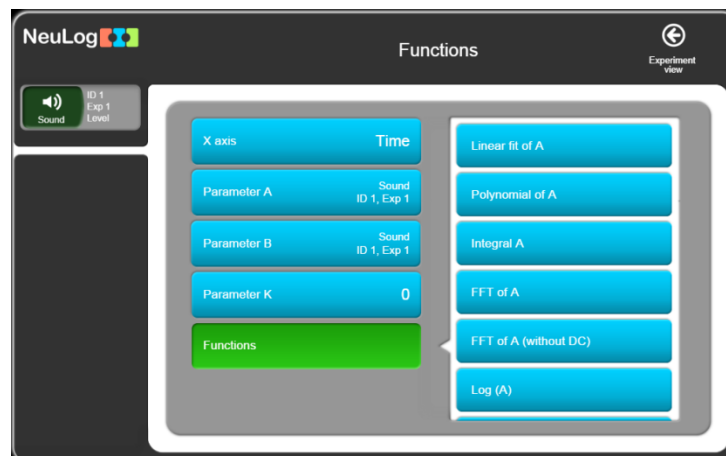 NeuLog
Functions
Experiment
view
Sound
ID 1
Exp 1
Level
X axis Time
Parameter A Sound
ID 1, Exp 1
Parameter B Sound
ID 1, Exp 1
Parameter K 0
Functions
Linear fit of A
Polynomial of A
Integral A
FFT of A
FFT of A (without DC)
Log (A)